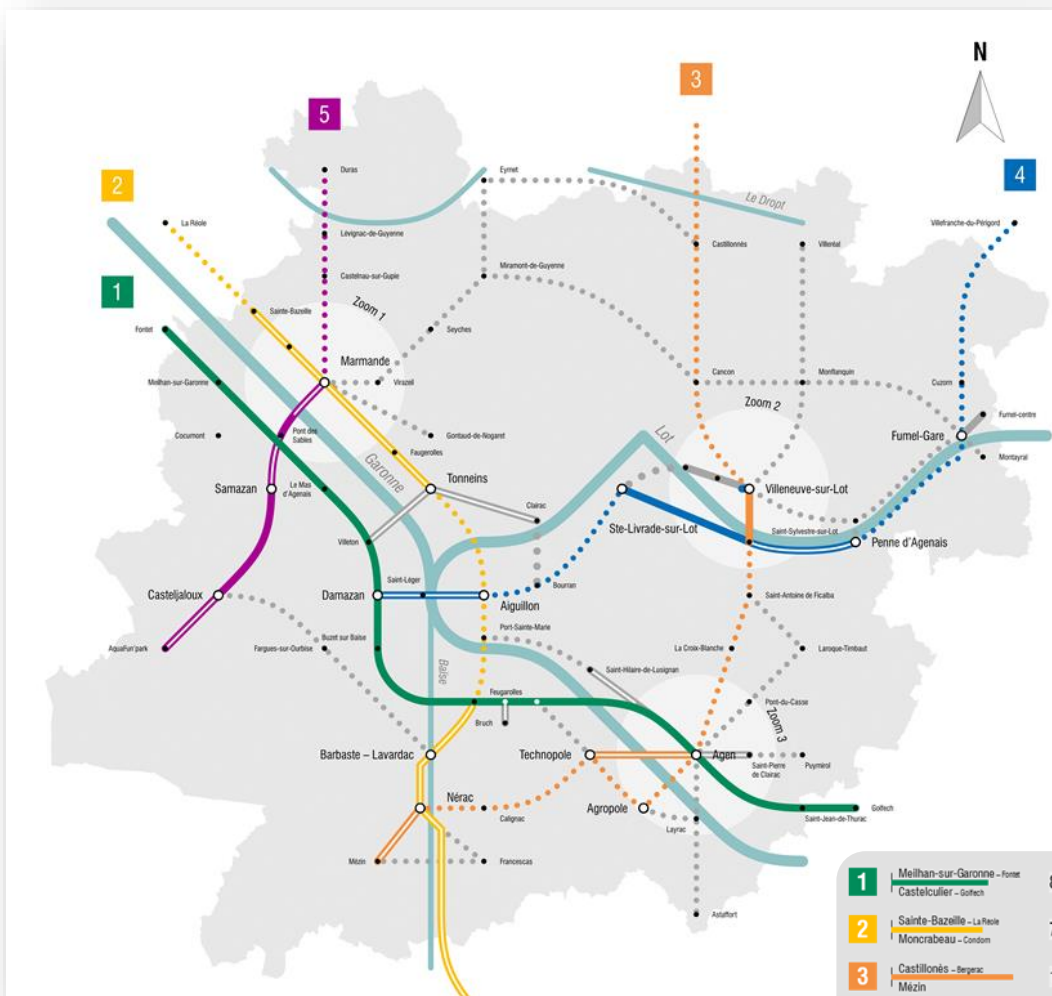 N
3
5
2
4
Duras
Eymet
Le Dropt
La Réole
Villefranche-du-Périgord
Lévignac-de-Guyenne
Castillonnès
Villeréal
Castelnau-sur-Gupie
Miramont-de-Guyenne
1
Sainte-Bazeille
Zoom 1
Fontet
Seyches
Marmande
Meilhan-sur-Garonne
Virazeil
Cancon
Monflanquin
Cuzorn
Zoom 2
Fumel-centre
Cocumont
Pont des
Sables
Gontaud-de-Nogaret
Lot
Fumel-Gare
Faugerolles
Garonne
Montayral
Tonneins
Samazan
Le Mas
d'Agenais
Villeneuve-sur-Lot
Clairac
Ste-Livrade-sur-Lot
Saint-Sylvestre-sur-Lot
Villeton
Penne d'Agenais
Saint-Léger
Bourran
Casteljaloux
Damazan
Aiguillon
Saint-Antoine de Ficalba
Port-Sainte-Marie
Buzet sur Baïse
AquaFun'park
Fargues-sur-Ourbise
La Croix-Blanche
Laroque-Timbaut
Baïse
Saint-Hilaire-de-Lusignan
Feugarolles
Pont-du-Casse
Bruch
Zoom 3
Barbaste – Lavardac
Technopole
Agen
Saint-Pierre
de Clairac
Puymirol
Nérac
Calignac
Agropole
Golfech
Saint-Jean-de-Thurac
Layrac
Mézin
Francescas
Astaffort
1
Meilhan-sur-Garonne – Fontet
Castelculier – Golfech
2
Sainte-Bazeille – La Réole
Moncrabeau – Condom
3
Castillonès – Bergerac
Mézin